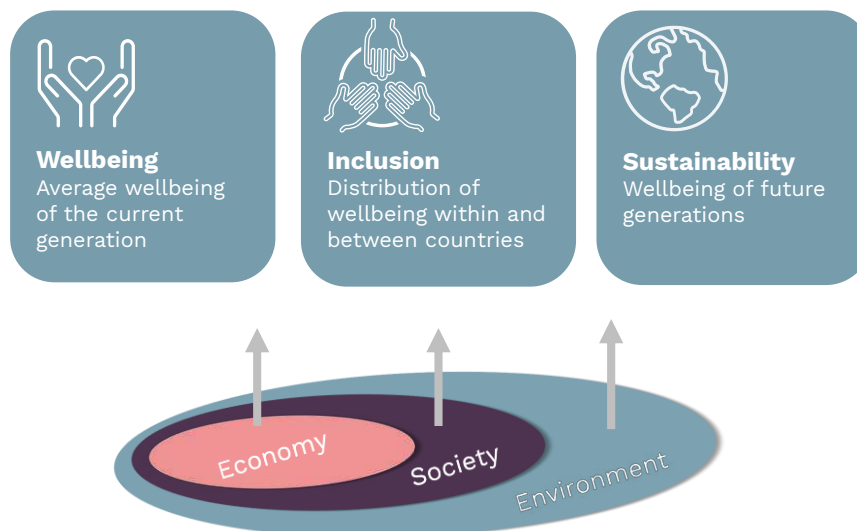 Wellbeing
Average wellbeing
of the current
generation
Inclusion
Distribution of
wellbeing within and
between countries
Sustainability
Wellbeing of future
generations
Economy
Society
Environment